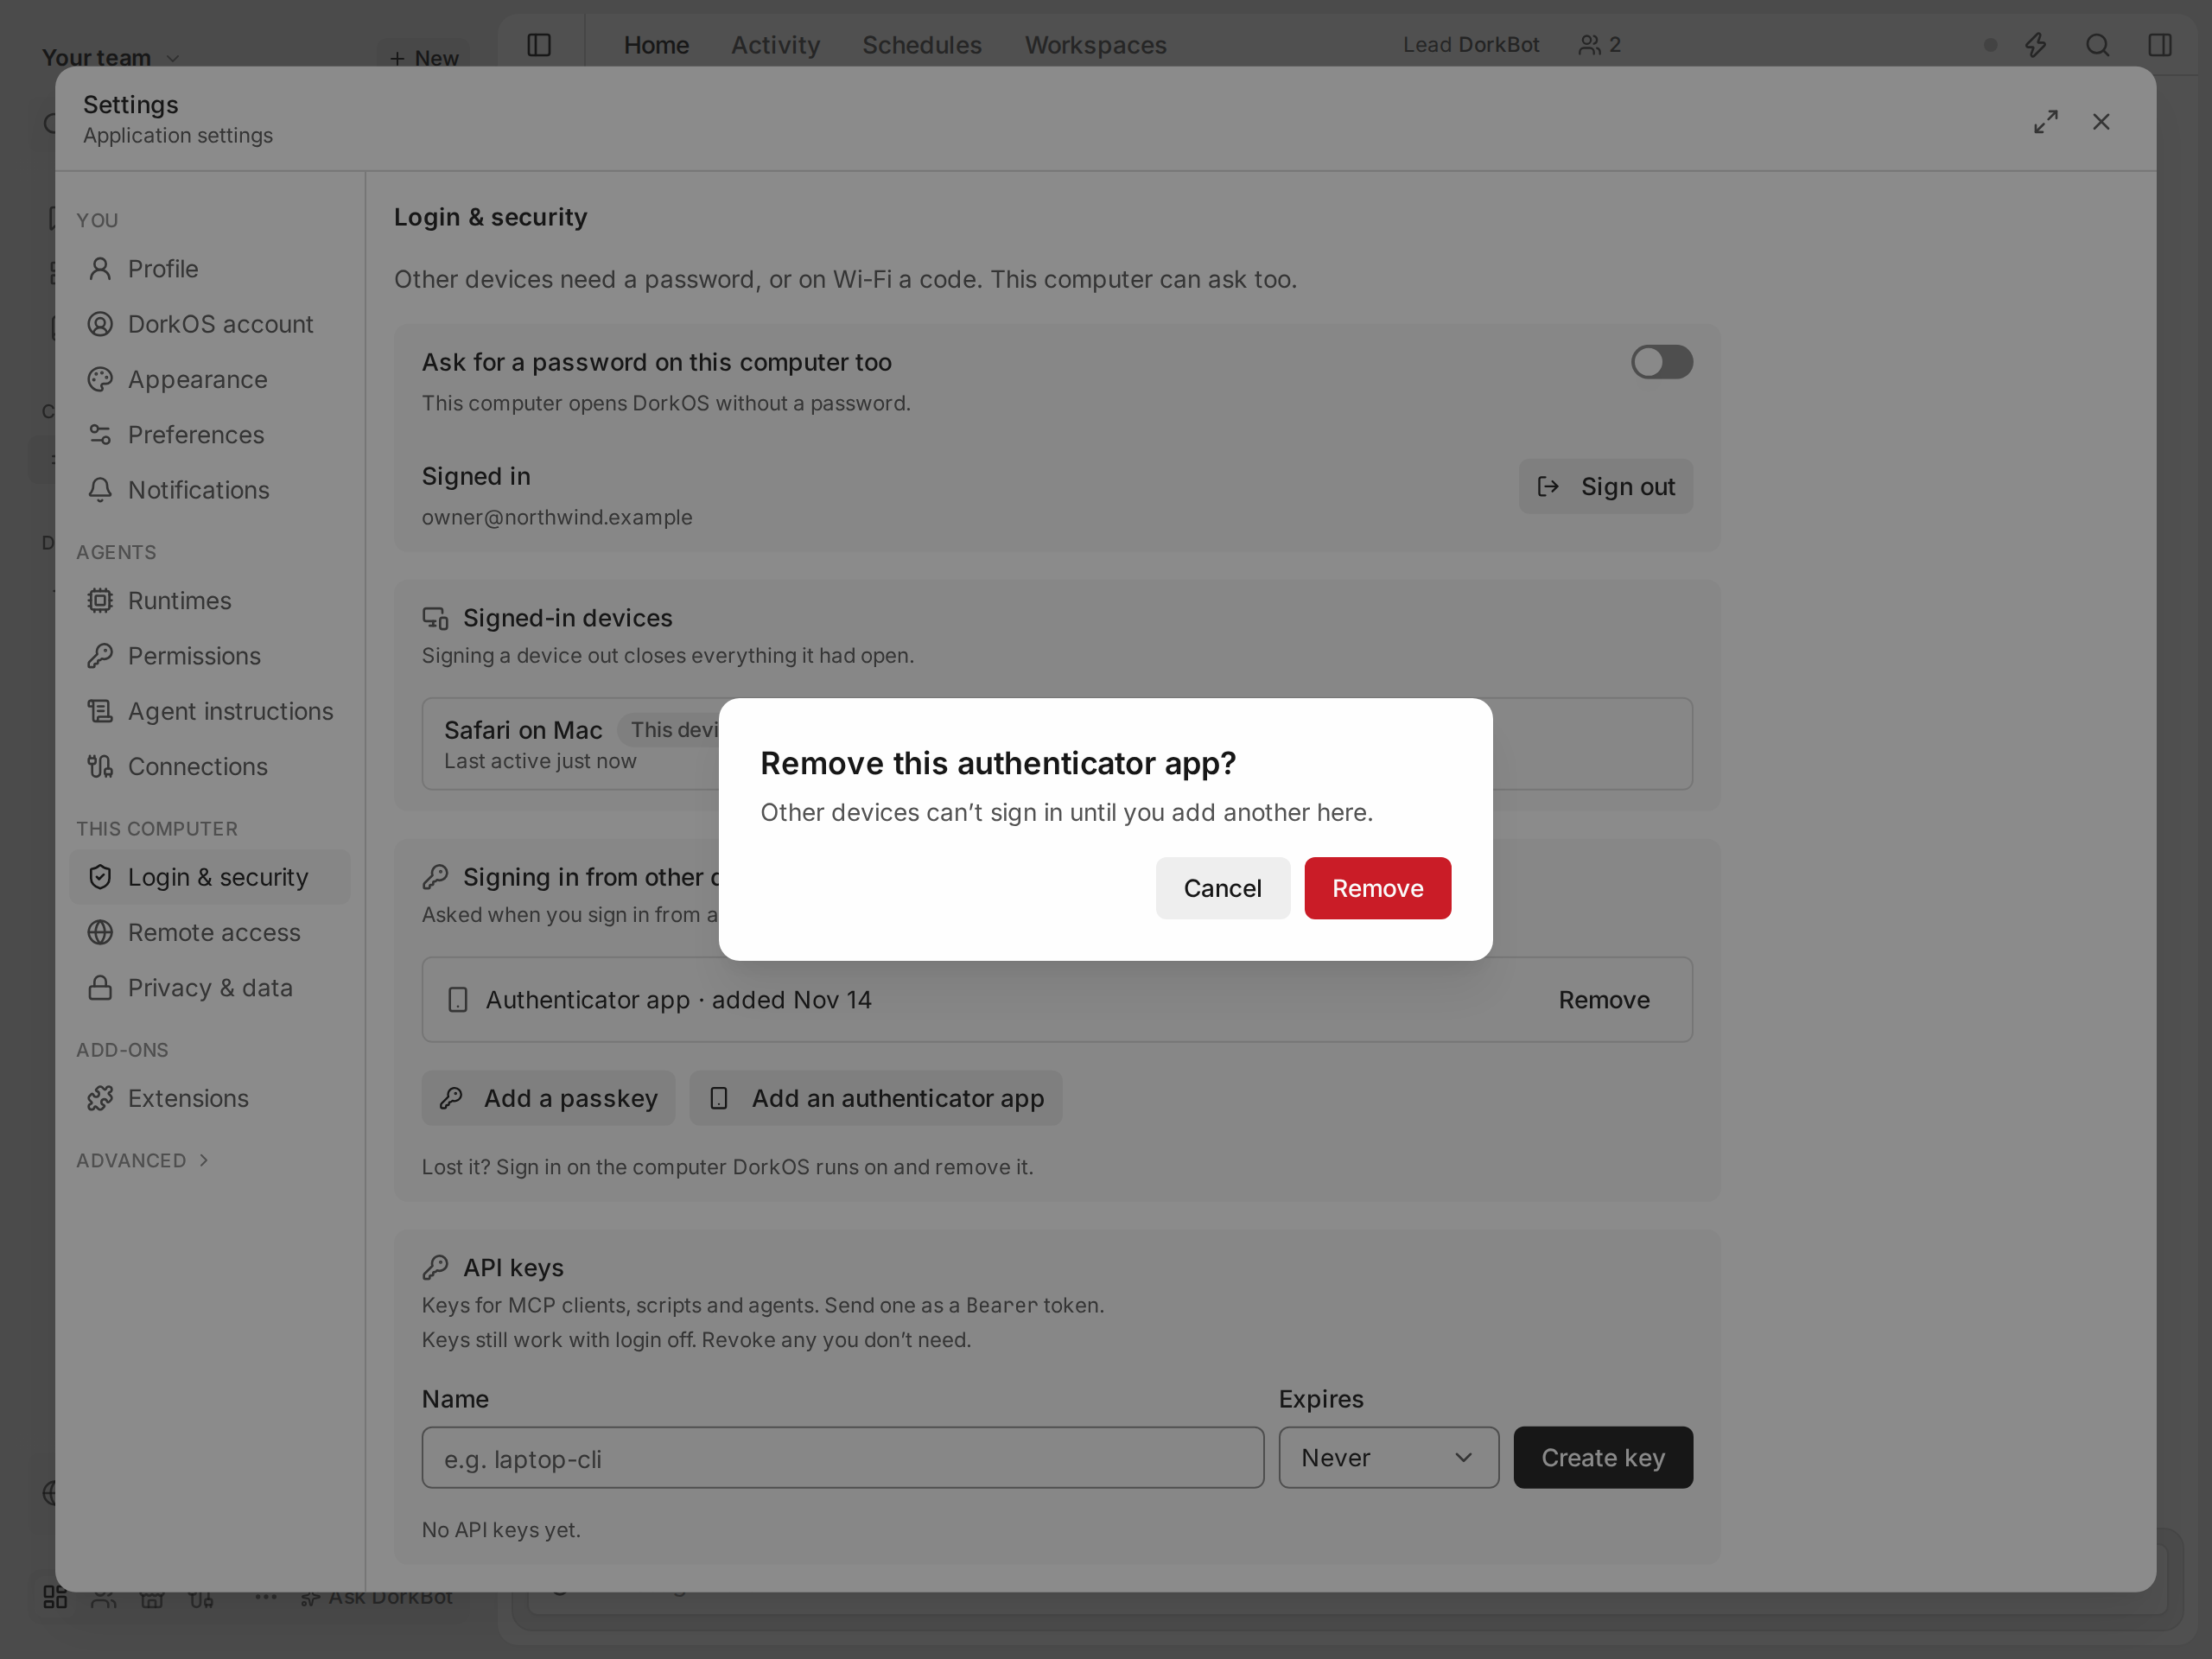 Your team
New
Home
Activity
Schedules
Workspaces
Lead DorkBot
2
Settings
Application settings
YOU
Profile
DorkOS account
Appearance
Preferences
Notifications
AGENTS
Runtimes
Permissions
Agent instructions
Connections
THIS COMPUTER
Login & security
Remote access
Privacy & data
ADD-ONS
Extensions
ADVANCED
Login & security
Other devices need a password, or on Wi-Fi a code. This computer can ask too.
Ask for a password on this computer too
This computer opens DorkOS without a password.
Signed in
owner@northwind.example
Sign out
Signed-in devices
Signing a device out closes everything it had open.
Safari on Mac
This devi
Last active just now
Remove this authenticator app?
Other devices can’t sign in until you add another here.
Cancel
Remove
Signing in from other
Asked when you sign in from a
Authenticator app · added Nov 14
Remove
Add a passkey
Add an authenticator app
Lost it? Sign in on the computer DorkOS runs on and remove it.
API keys
Keys for MCP clients, scripts and agents. Send one as a Bearer token.
Keys still work with login off. Revoke any you don’t need.
Name
Expires
e.g. laptop-cli
Never
Create key
No API keys yet.
Ask DorkBot